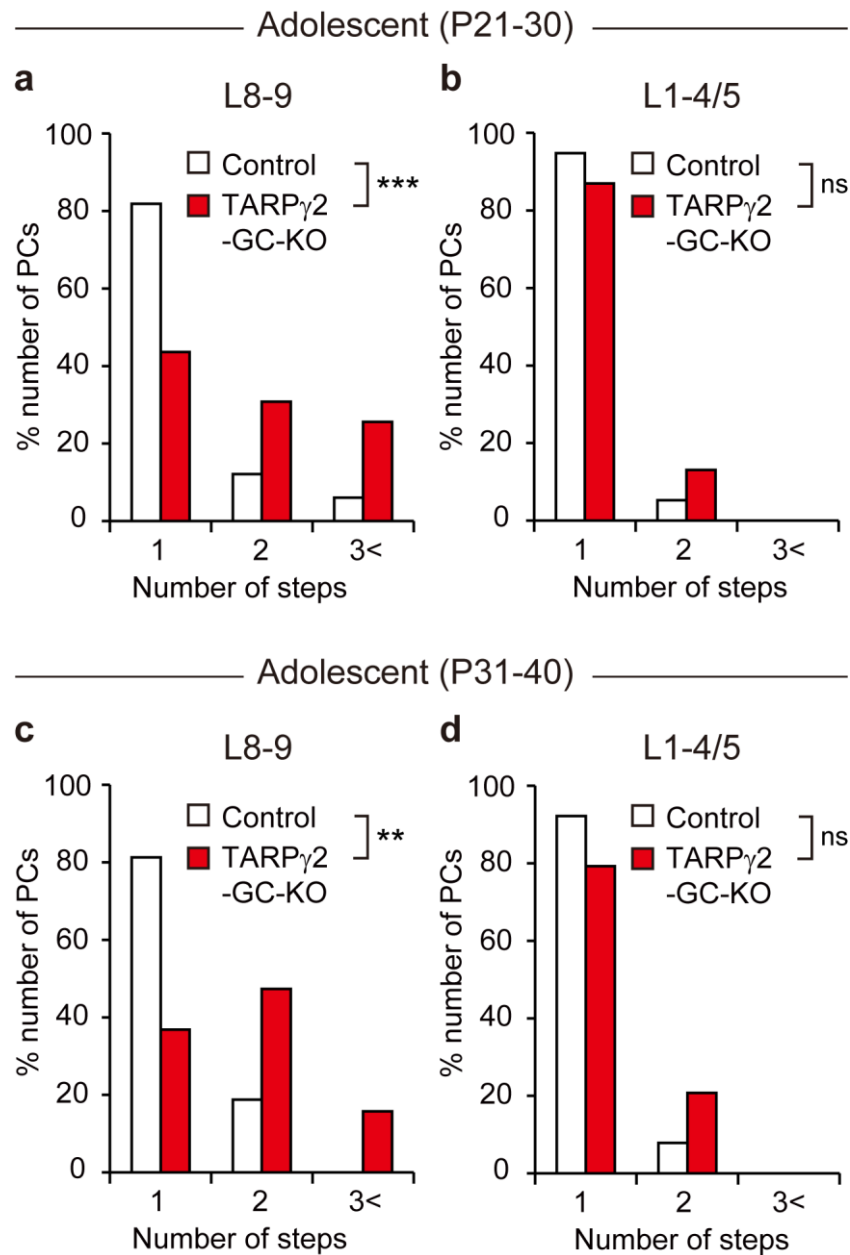 Adolescent (P21-30)
a
L8-9
100
80
60
40
20
0
% number of PCs
Control
TARPγ2
-GC-KO
***
1 2 3<
Number of steps
b
L1-4/5
100
80
60
40
20
0
% number of PCs
Control
TARPγ2
-GC-KO
ns
1 2 3<
Number of steps
Adolescent (P31-40)
c
L8-9
100
80
60
40
20
0
% number of PCs
Control
TARPγ2
-GC-KO
**
1 2 3<
Number of steps
d
L1-4/5
100
80
60
40
20
0
% number of PCs
Control
TARPγ2
-GC-KO
ns
1 2 3<
Number of steps